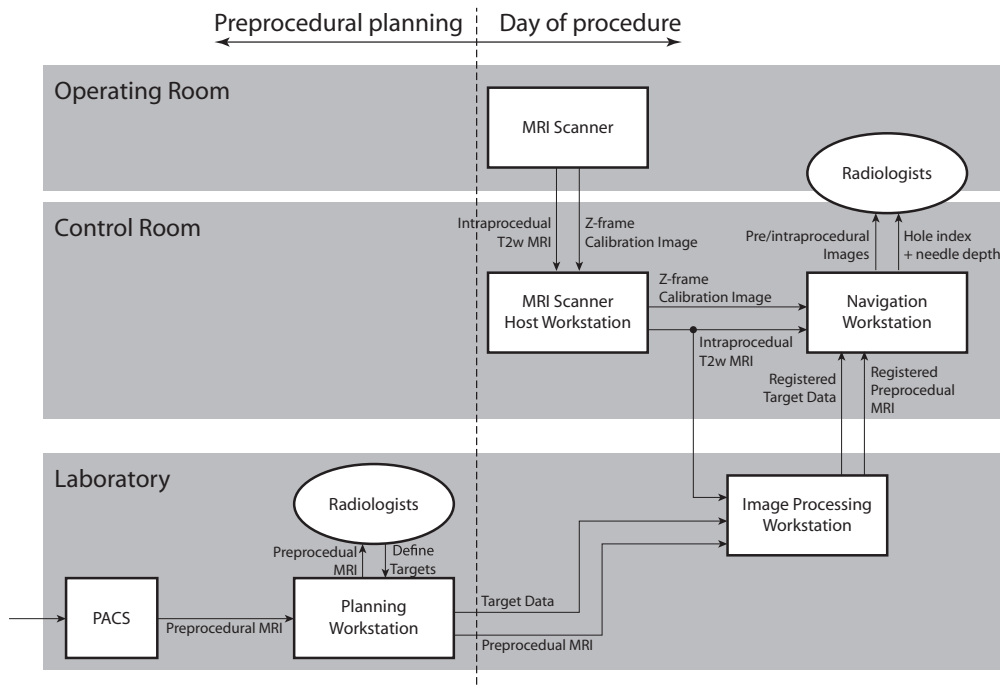 Preprocedural planning
Day of procedure
Operating Room
MRI Scanner
Radiologists
Control Room
Intraprocedual
T2w MRI
Z-frame
Calibration Image
Pre/intraprocedural
Images
Hole index
+ needle depth
MRI Scanner
Host Workstation
Z-frame
Calibration Image
Navigation
Workstation
Intraprocedual
T2w MRI
Registered
Target Data
Registered
Preprocedual
MRI
Laboratory
Radiologists
Image Processing
Workstation
Preprocedual
MRI
Define
Targets
PACS
Preprocedural MRI
Planning
Workstation
Target Data
Preprocedual MRI